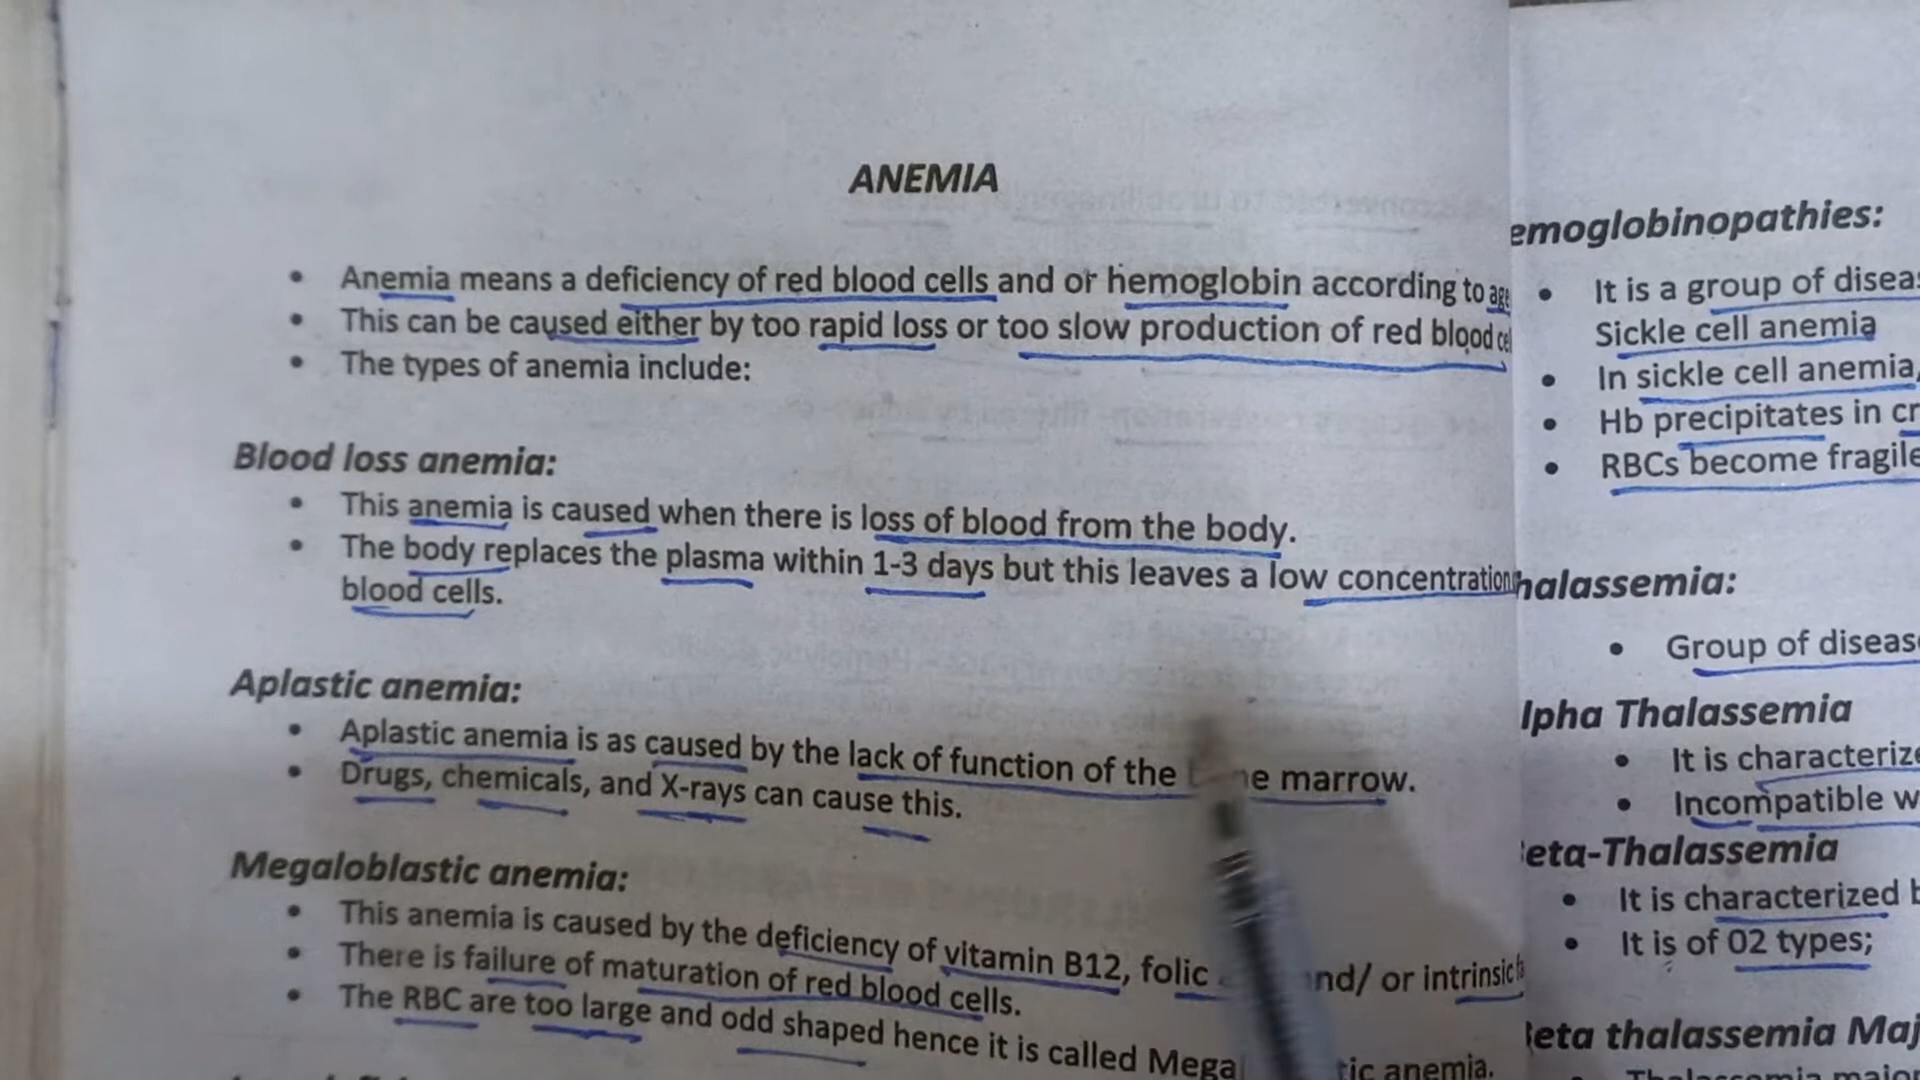 ANEMIA
• Anemia means a deficiency of red blood cells and or hemoglobin according to age
• This can be caused either by too rapid loss or too slow production of red blood
• The types of anemia include:
Blood loss anemia:
• This anemia is caused when there is loss of blood from the body.
• The body replaces the plasma within 1-3 days but this leaves a low concentration
blood cells.
Aplastic anemia:
• Aplastic anemia is as caused by the lack of function of the marrow.
• Drugs, chemicals, and X-rays can cause this.
Megaloblastic anemia:
• This anemia is caused by the deficiency of vitamin B12, folic nd/ or intrinsic
• There is failure of maturation of red blood cells.
• The RBC are too large and odd shaped hence it is called Mega tic anemia.
emoglobinopathies:
• It is a group of diseas
Sickle cell anemia
• In sickle cell anemia,
• Hb precipitates in cr
• RBCs become fragile
halassemia:
• Group of disease
lpha Thalassemia
• It is characterize
• Incompatible w
eta-Thalassemia
• It is characterized b
• It is of 02 types;
eta thalassemia Maj